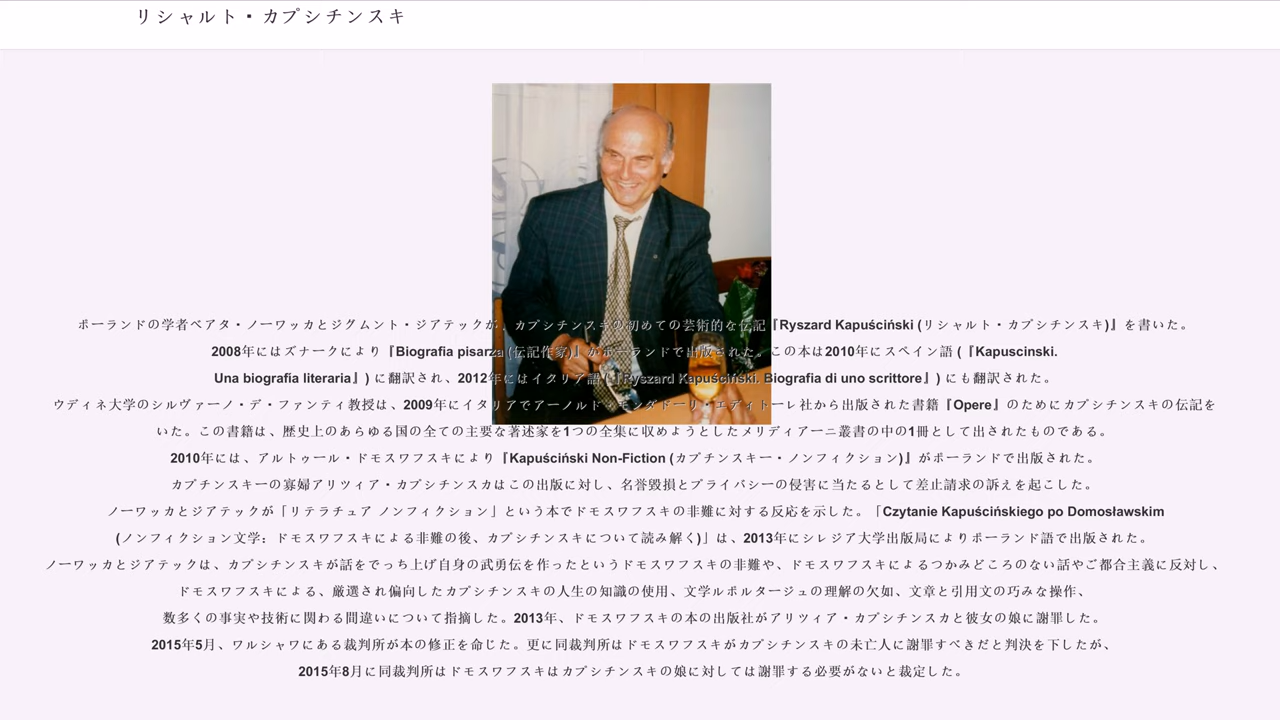 リシャルト・カプシチンスキ
ポーランドの学者ベアタ・ノーワッカとジグムント・ジアテックが、カプシチンスキの初めての芸術的な伝記『Ryszard Kapuściński (リシャルト・カプシチンスキ)』を書いた。
2008年にはズナークにより『Biografia pisarza (伝記作家)』がポーランドで出版された。この本は2010年にスペイン語 (『Kapuscinski.
Una biografía literaria』) に翻訳され、2012年にはイタリア語 (『Ryszard Kapuściński. Biografia di uno scrittore』) にも翻訳された。
ウディネ大学のシルヴァーノ・デ・ファンティ教授は、2009年にイタリアでアーノルド・モンダドーリ・エディトーレ社から出版された書籍『Opere』のためにカプシチンスキの伝記を
いた。この書籍は、歴史上のあらゆる国の全ての主要な著述家を1つの全集に収めようとしたメリディアーニ叢書の中の1冊として出されたものである。
2010年には、アルトゥール・ドモスワフスキにより『Kapuściński Non-Fiction (カプチンスキー・ノンフィクション)』がポーランドで出版された。
カプチンスキーの寡婦アリツィア・カプシチンスカはこの出版に対し、名誉毀損とプライバシーの侵害に当たるとして差止請求の訴えを起こした。
ノーワッカとジアテックが「リテラチュア ノンフィクション」という本でドモスワフスキの非難に対する反応を示した。「Czytanie Kapuścińskiego po Domosławskim
(ノンフィクション文学: ドモスワフスキによる非難の後、カプシチンスキについて読み解く)」は、2013年にシレジア大学出版局によりポーランド語で出版された。
ノーワッカとジアテックは、カプシチンスキが話をでっち上げ自身の武勇伝を作ったというドモスワフスキの非難や、ドモスワフスキによるつかみどころのない話やご都合主義に反対し、
ドモスワフスキによる、厳選され偏向したカプシチンスキの人生の知識の使用、文学ルポルタージュの理解の欠如、文章と引用文の巧みな操作、
数多くの事実や技術に関わる間違いについて指摘した。2013年、ドモスワフスキの本の出版社がアリツィア・カプシチンスカと彼女の娘に謝罪した。
2015年5月、ワルシャワにある裁判所が本の修正を命じた。更に同裁判所はドモスワフスキがカプシチンスキの未亡人に謝罪すべきだと判決を下したが、
2015年8月に同裁判所はドモスワフスキはカプシチンスキの娘に対しては謝罪する必要がないと裁定した。